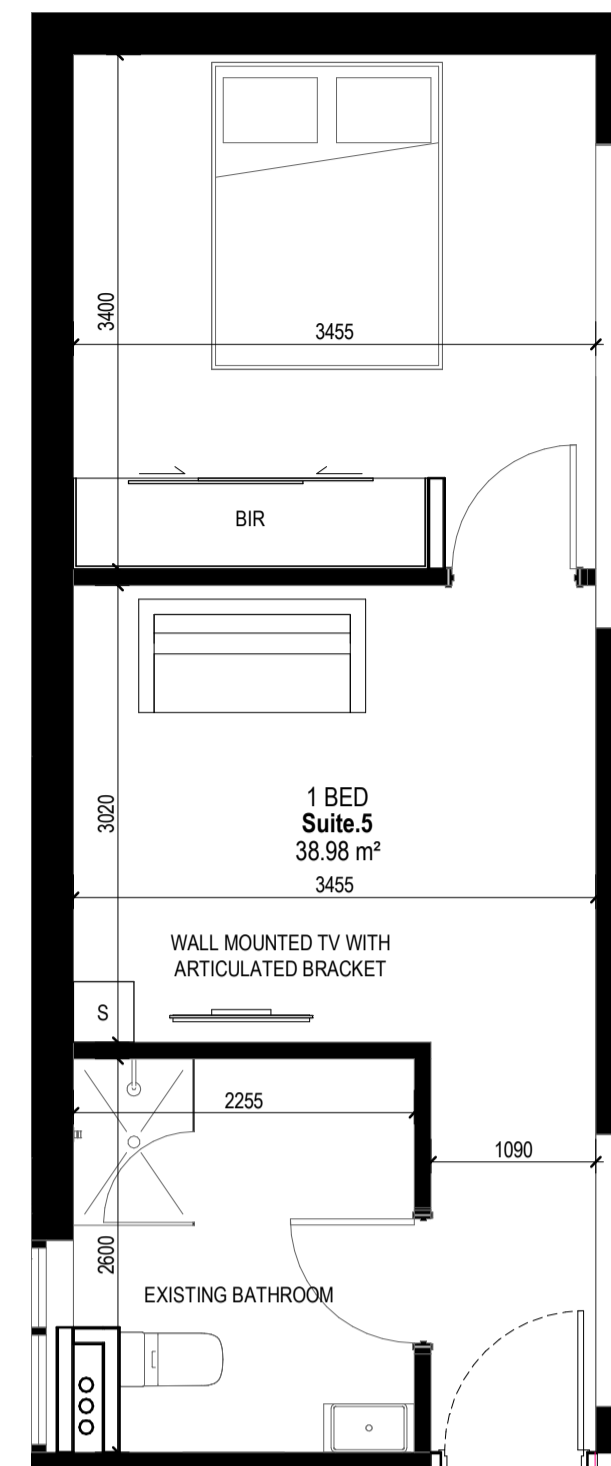 3400
3455
BIR
3020
1 BED
Suite.5
38.98 m²
3455
WALL MOUNTED TV WITH
ARTICULATED BRACKET
S
2255
1090
2600
EXISTING BATHROOM